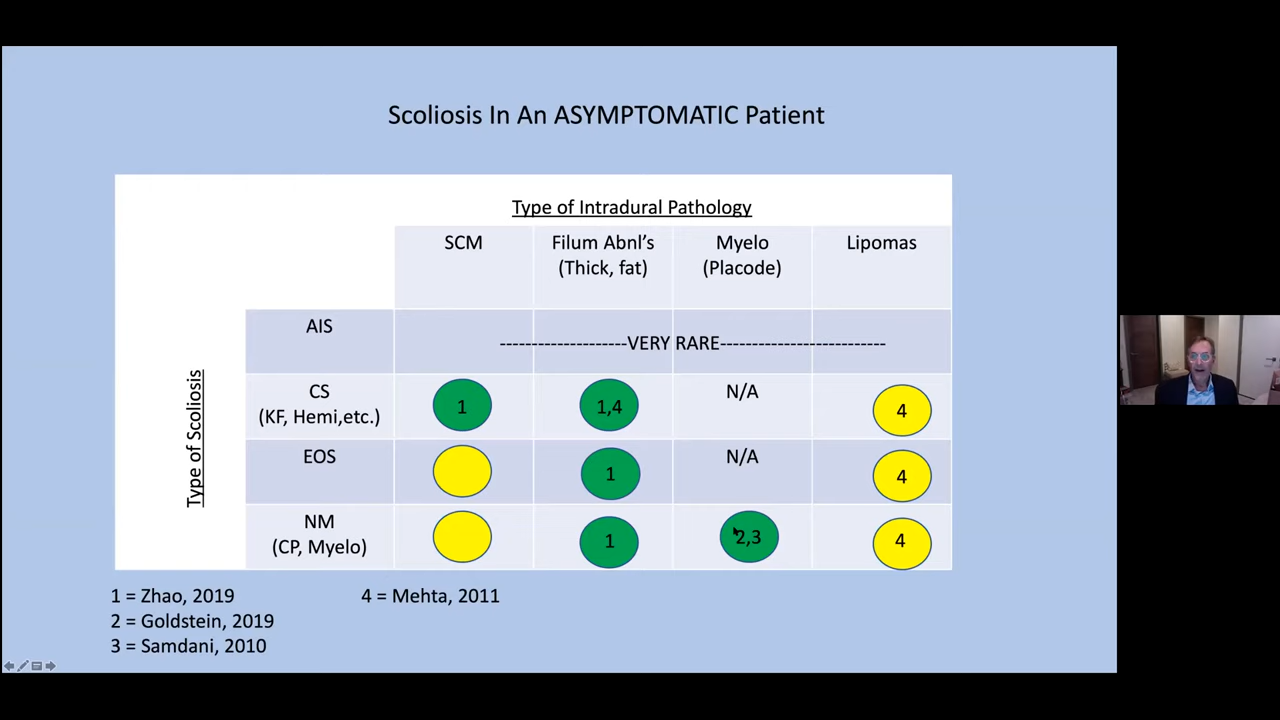 Scoliosis In An ASYMPTOMATIC Patient
Type of Intradural Pathology
SCM
Filum Abnl's
(Thick, fat)
Myelo
(Placode)
Lipomas
Type of Scoliosis
AIS
--------------------VERY RARE--------------------------
CS
(KF, Hemi,etc.)
1
1,4
N/A
4
EOS
1
N/A
4
NM
(CP, Myelo)
1
2,3
4
1 = Zhao, 2019
2 = Goldstein, 2019
3 = Samdani, 2010
4 = Mehta, 2011